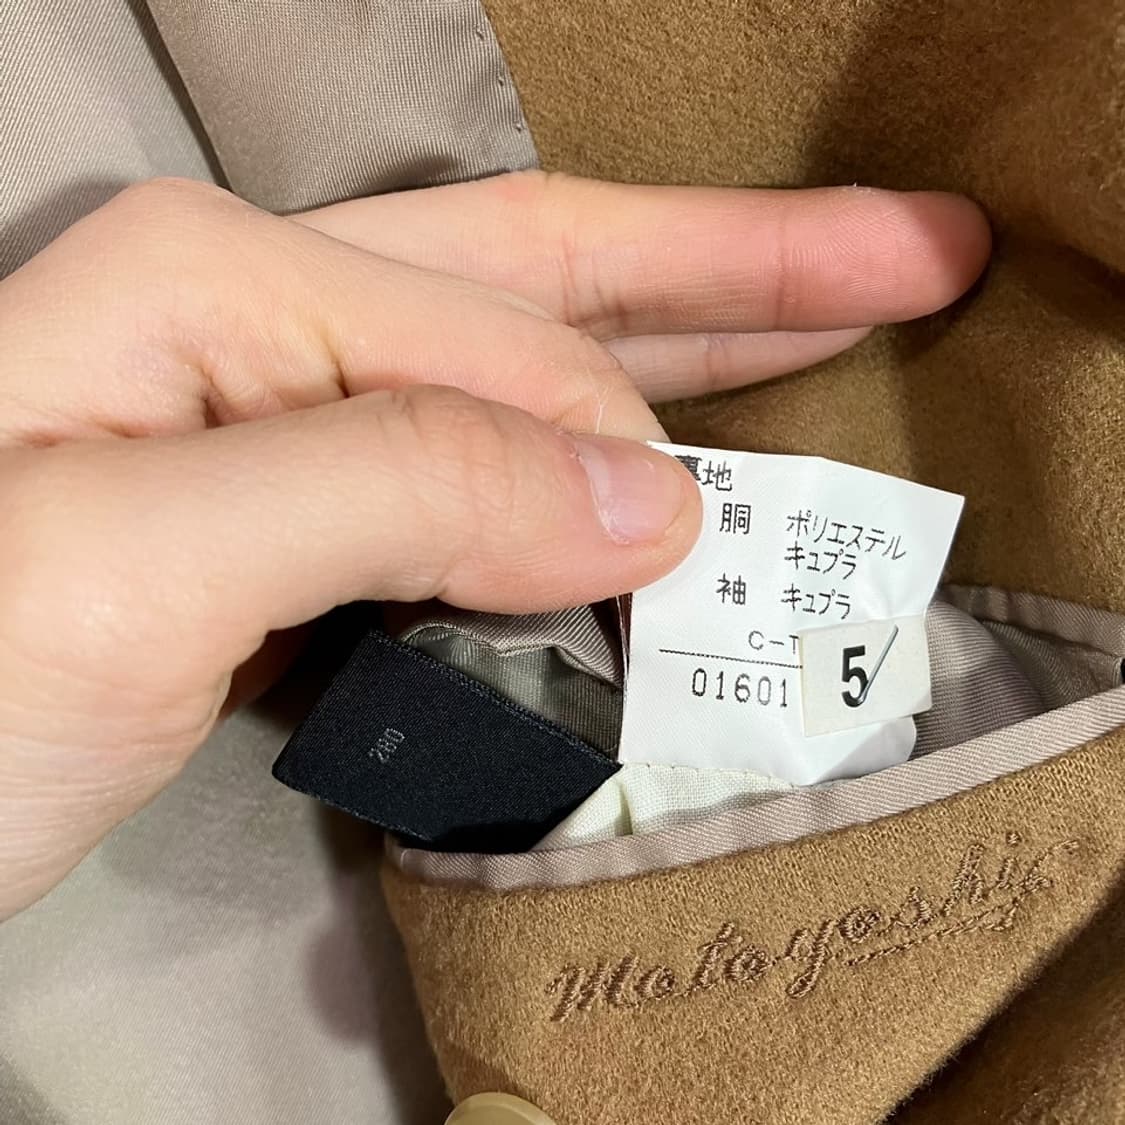 裏地
胴 ポリエステル
キュプラ
袖 キュプラ
C-T
01601
5
280
Motoyoshi